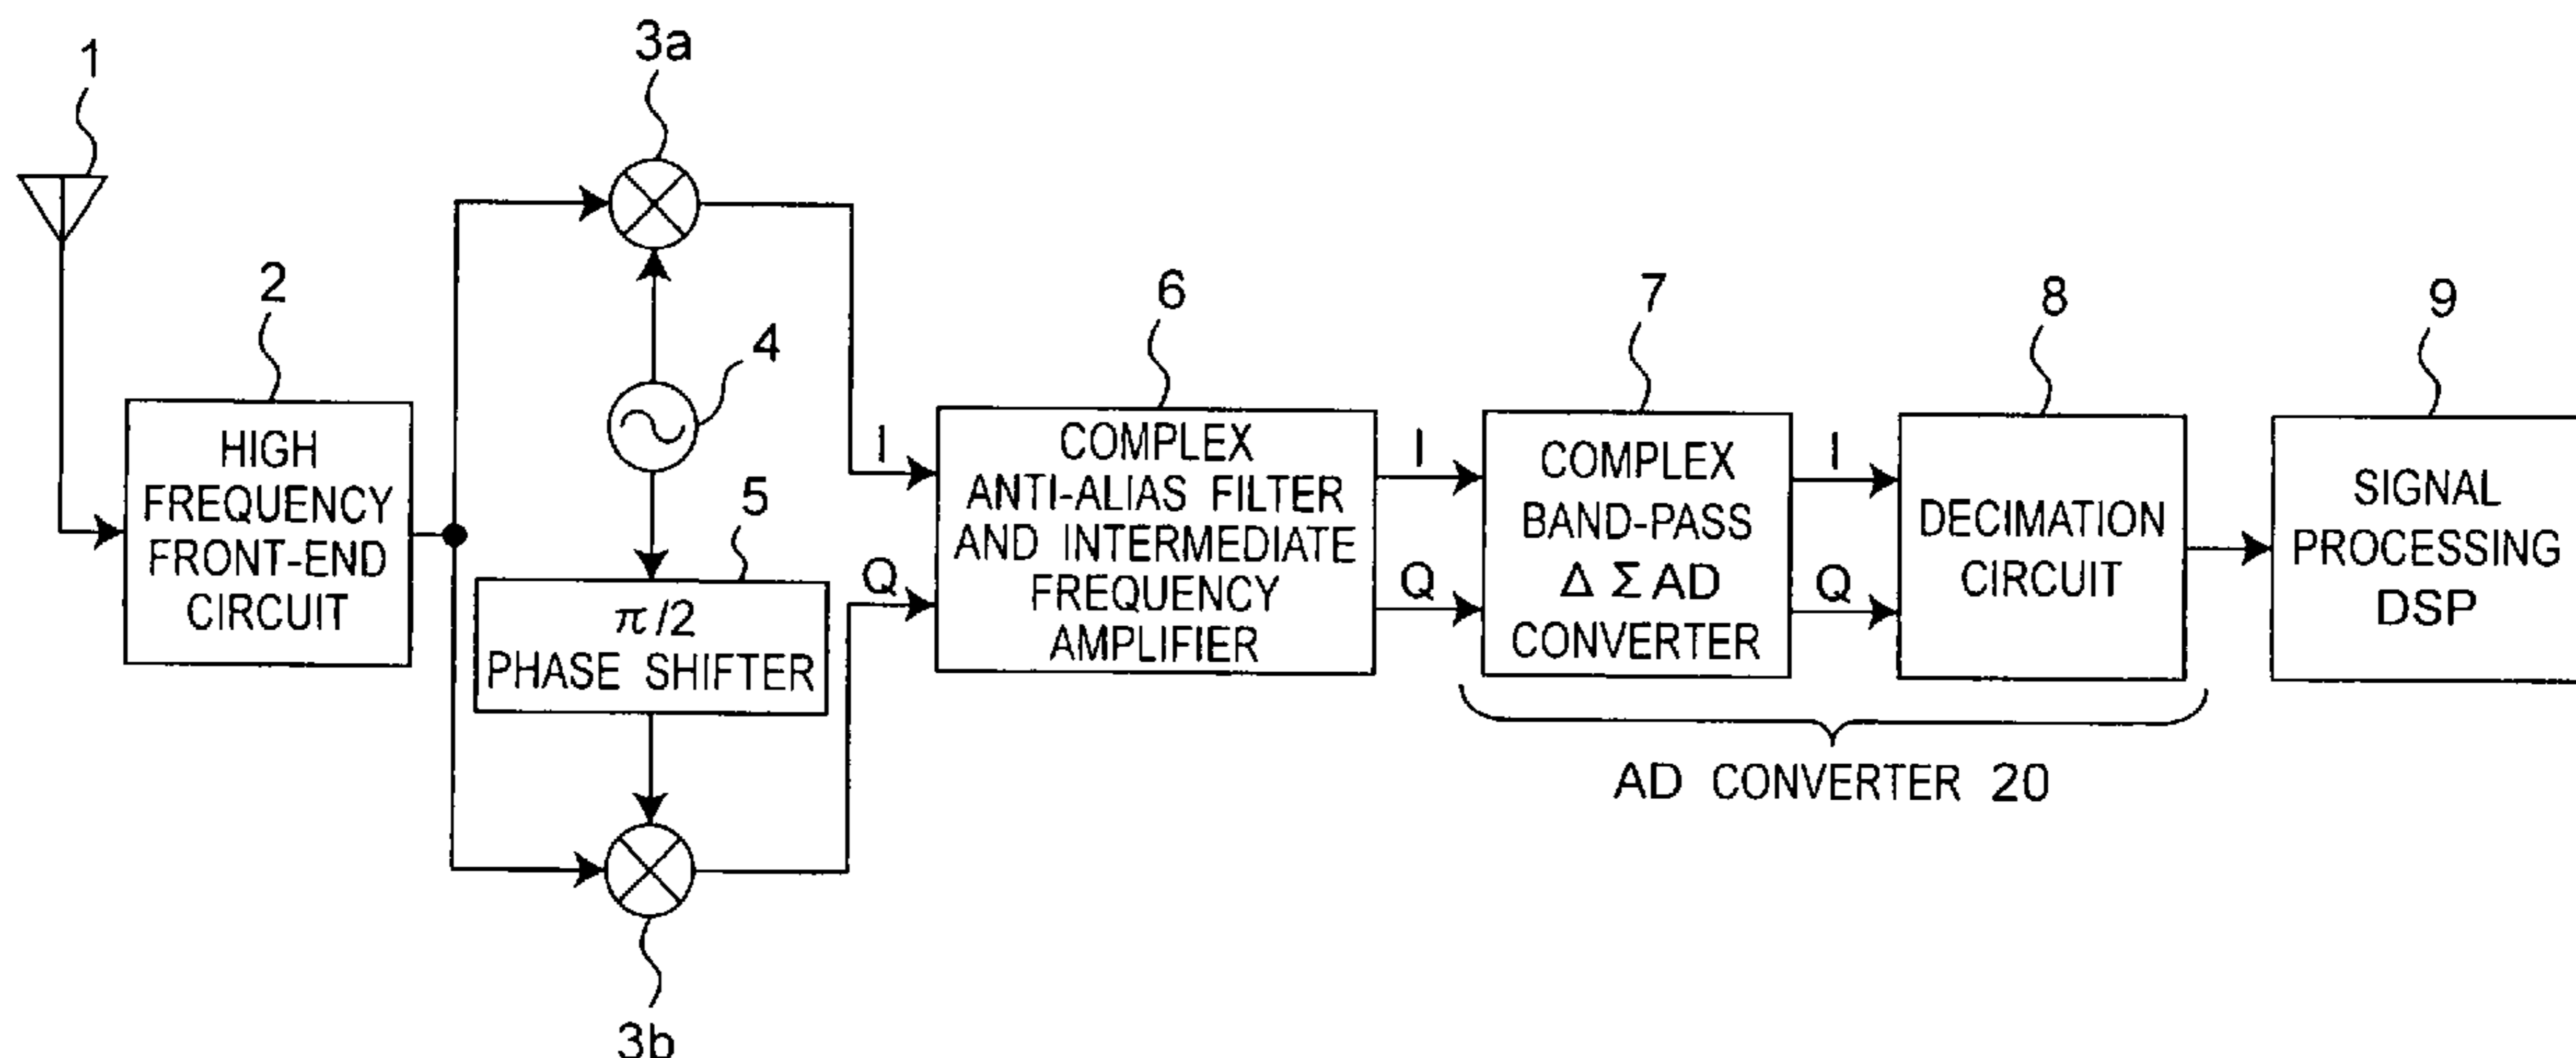 1
3a
2
HIGH
FREQUENCY
FRONT-END
CIRCUIT
4
5
π/2
PHASE SHIFTER
3b
I
Q
6
COMPLEX
ANTI-ALIAS FILTER
AND INTERMEDIATE
FREQUENCY
AMPLIFIER
I
Q
7
COMPLEX
BAND-PASS
Δ Σ AD
CONVERTER
I
Q
8
DECIMATION
CIRCUIT
AD CONVERTER 20
9
SIGNAL
PROCESSING
DSP